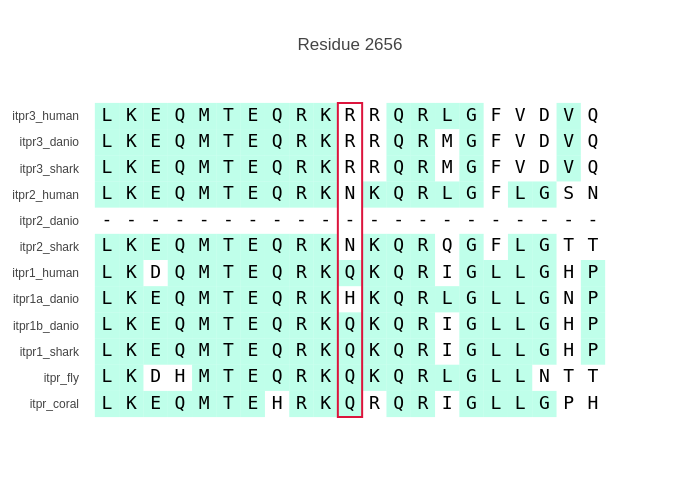 Residue 2656
itpr3_human L K E Q M T E Q R K R R Q R L G F V D V Q
itpr3_danio L K E Q M T E Q R K R R Q R M G F V D V Q
itpr3_shark L K E Q M T E Q R K R R Q R M G F V D V Q
itpr2_human L K E Q M T E Q R K N K Q R L G F L G S N
itpr2_danio - - - - - - - - - - - - - - - - - - - - -
itpr2_shark L K E Q M T E Q R K N K Q R Q G F L G T T
itpr1_human L K D Q M T E Q R K Q K Q R I G L L G H P
itpr1a_danio L K E Q M T E Q R K H K Q R L G L L G N P
itpr1b_danio L K E Q M T E Q R K Q K Q R I G L L G H P
itpr1_shark L K E Q M T E Q R K Q K Q R I G L L G H P
itpr_fly L K D H M T E Q R K Q K Q R L G L L N T T
itpr_coral L K E Q M T E H R K Q R Q R I G L L G P H